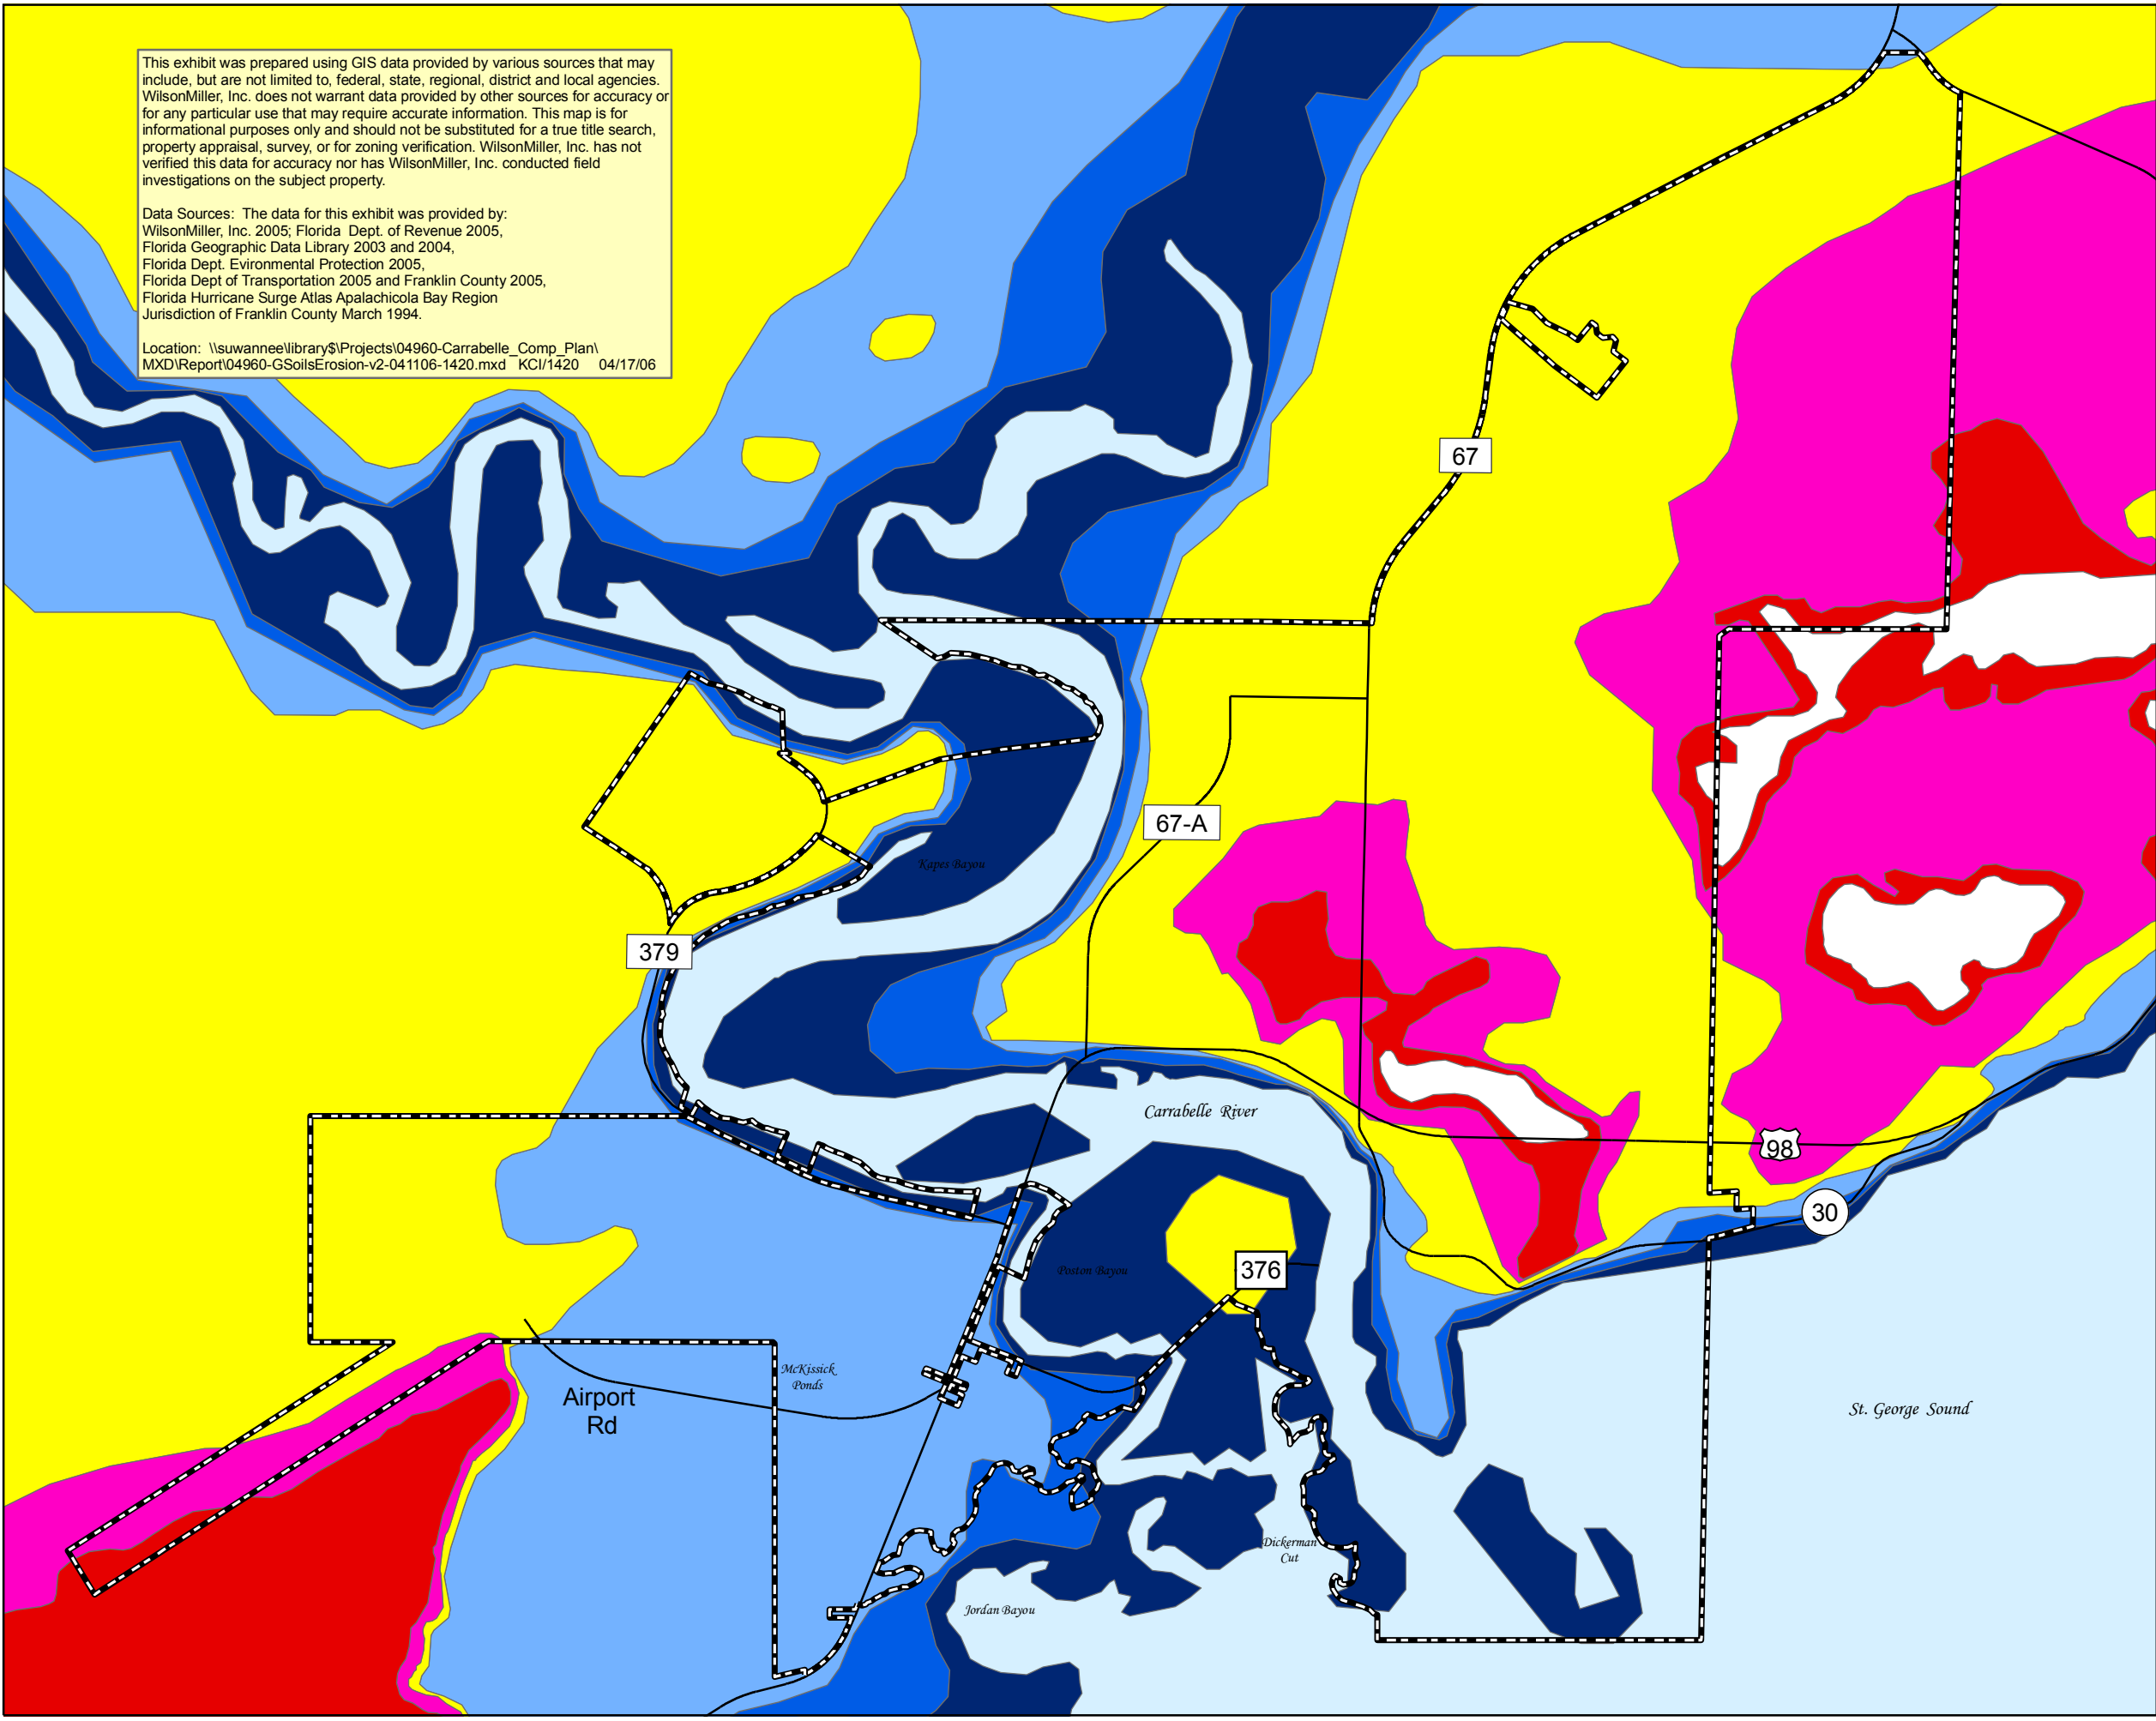 This exhibit was prepared using GIS data provided by various sources that may
include, but are not limited to, federal, state, regional, district and local agencies.
WilsonMiller, Inc. does not warrant data provided by other sources for accuracy or
for any particular use that may require accurate information. This map is for
informational purposes only and should not be substituted for a true title search,
property appraisal, survey, or for zoning verification. WilsonMiller, Inc. has not
verified this data for accuracy nor has WilsonMiller, Inc. conducted field
investigations on the subject property.
Data Sources: The data for this exhibit was provided by:
WilsonMiller, Inc. 2005; Florida Dept. of Revenue 2005,
Florida Geographic Data Library 2003 and 2004,
Florida Dept. Evironmental Protection 2005,
Florida Dept of Transportation 2005 and Franklin County 2005,
Florida Hurricane Surge Atlas Apalachicola Bay Region
Jurisdiction of Franklin County March 1994.
Location: \\suwannee\library$\Projects\04960-Carrabelle_Comp_Plan\
MXD\Report\04960-GSoilsErosion-v2-041106-1420.mxd KCI/1420 04/17/06
67
67-A
Kapes Bayou
379
Carrabelle River
98
30
Poston Bayou
376
McKissick
Ponds
Airport
Rd
St. George Sound
Dickerman
Cut
Jordan Bayou